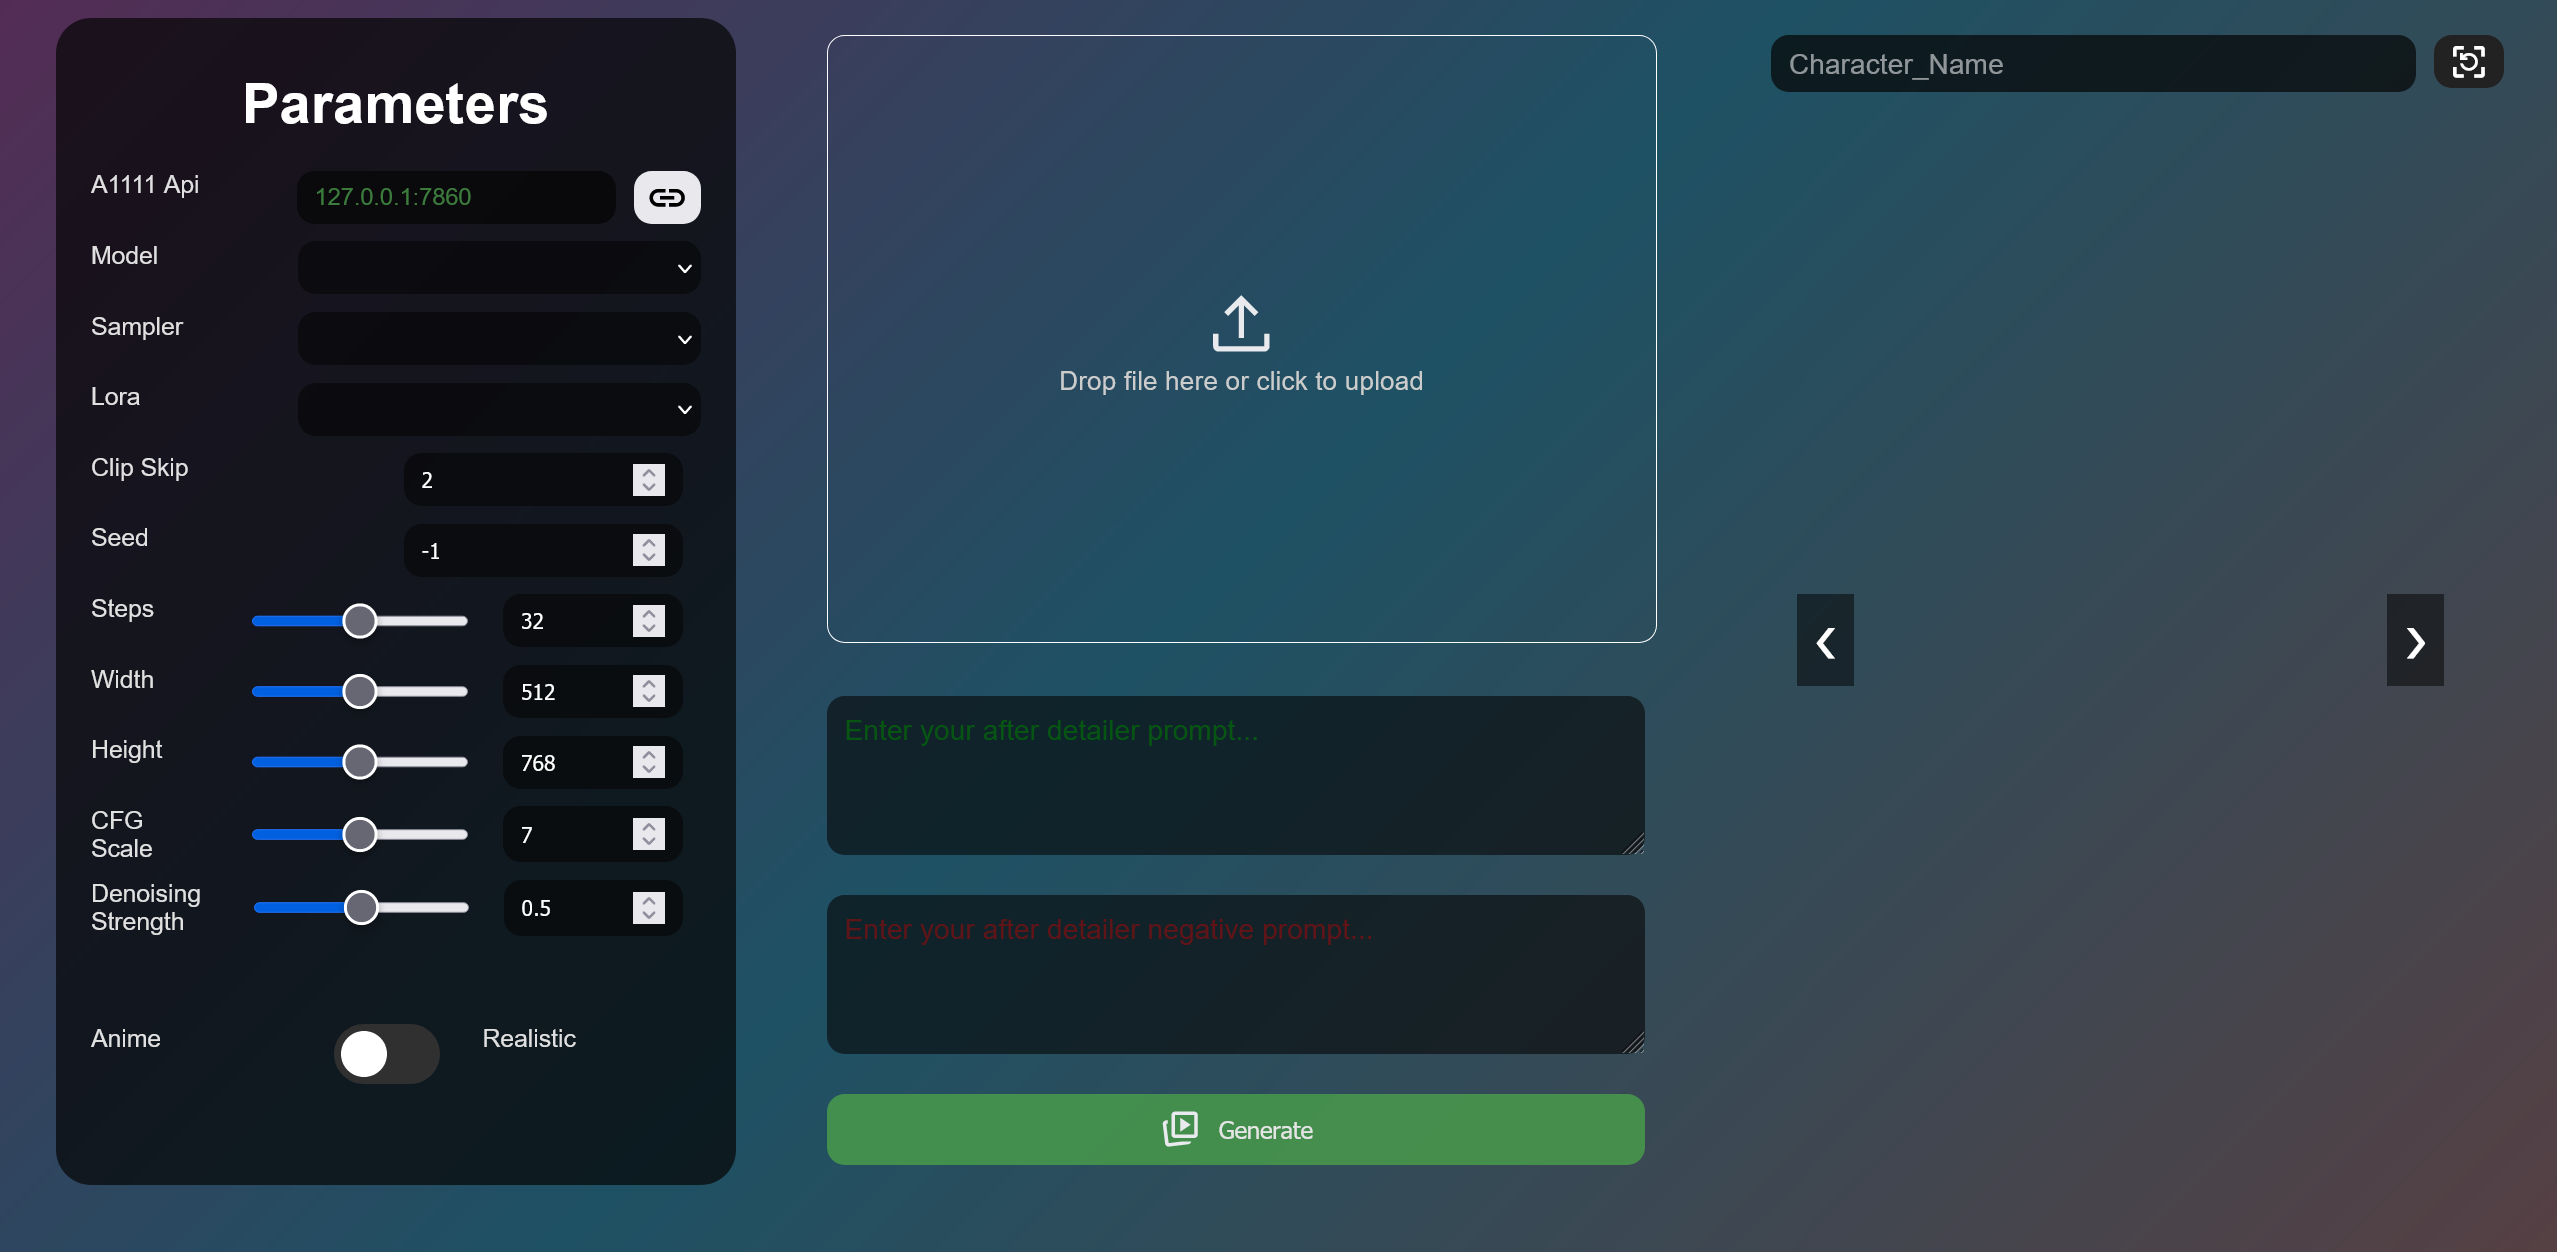 Parameters
A1111 Api
127.0.0.1:7860
Model
Sampler
Lora
Clip Skip
2
Seed
-1
Steps
32
Width
512
Height
768
CFG
Scale
7
Denoising
Strength
0.5
Anime
Realistic
Drop file here or click to upload
Enter your after detailer prompt...
Enter your after detailer negative prompt...
Generate
Character_Name
❮
❯